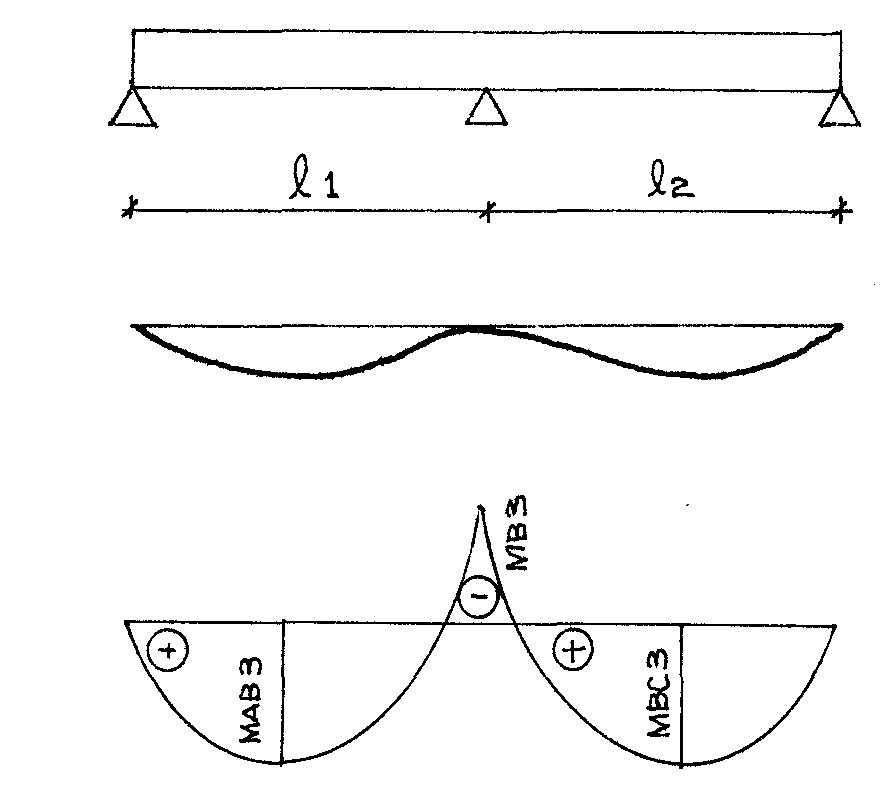 l1
l2
MB3
-
+
+
MAB3
MBC3